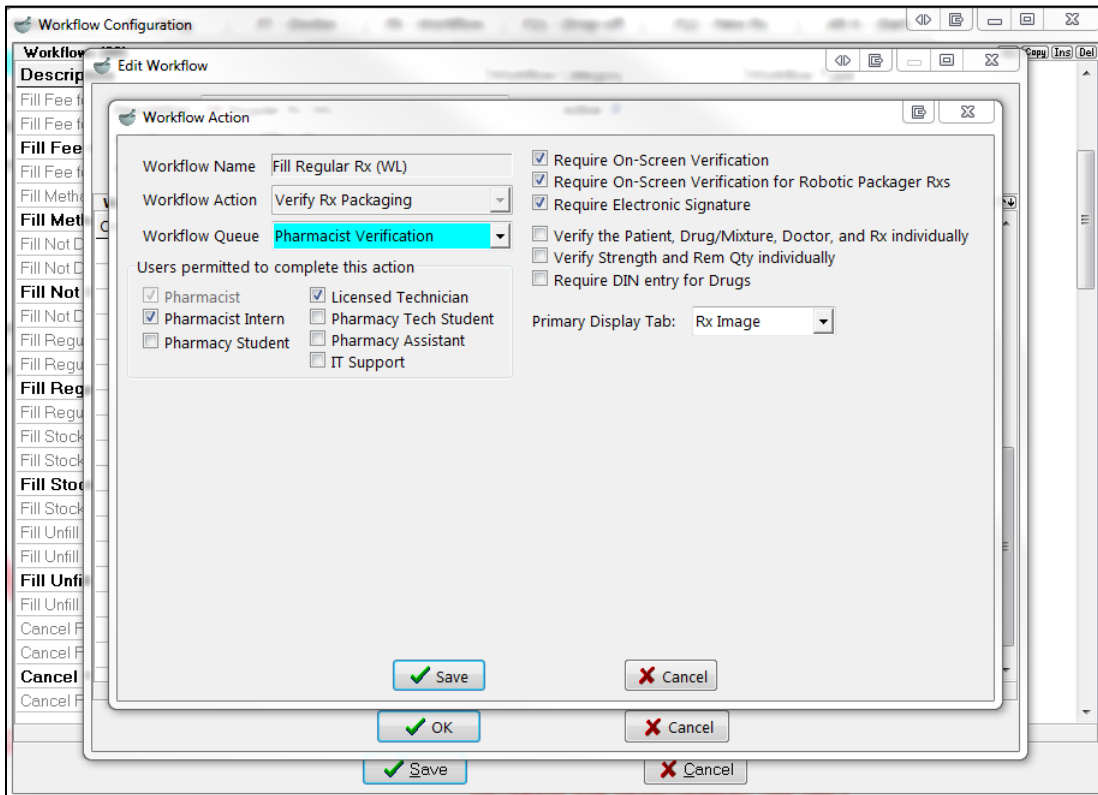 Workflow Configuration
Workflow
Copy Ins Del
Descrip
Edit Workflow
Workflow Action
Workflow Name Fill Regular Rx (WL)
Workflow Action Verify Rx Packaging
Workflow Queue Pharmacist Verification
Users permitted to complete this action
Pharmacist
Licensed Technician
Pharmacist Intern
Pharmacy Tech Student
Pharmacy Student
Pharmacy Assistant
IT Support
Require On-Screen Verification
Require On-Screen Verification for Robotic Packager Rxs
Require Electronic Signature
Verify the Patient, Drug/Mixture, Doctor, and Rx individually
Verify Strength and Rem Qty individually
Require DIN entry for Drugs
Primary Display Tab: Rx Image
Save Cancel
OK Cancel
Save Cancel
Fill Fee f
Fill Fee f
Fill Fee
Fill Fee f
Fill Meth
Fill Met
Fill Not D
Fill Not D
Fill Not
Fill Not D
Fill Regu
Fill Regu
Fill Reg
Fill Regu
Fill Stock
Fill Stock
Fill Stoc
Fill Stock
Fill Unfill
Fill Unfill
Fill Unfi
Fill Unfill
Cancel F
Cancel F
Cancel
Cancel F